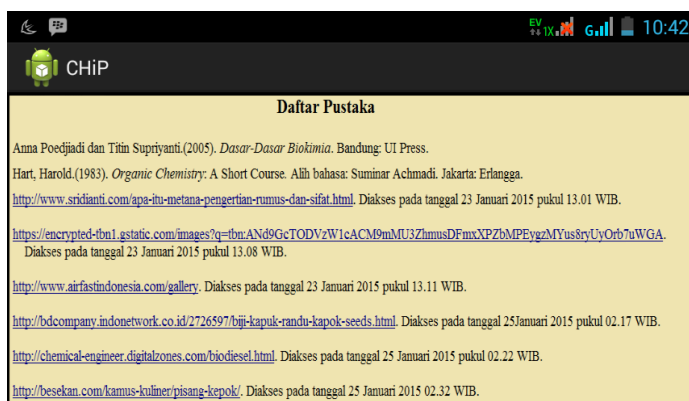 EV
1X
G
10:42
CHiP
Daftar Pustaka
Anna Poedjiadi dan Titin Supriyanti.(2005). Dasar-Dasar Biokimia. Bandung: UI Press.
Hart, Harold.(1983). Organic Chemistry: A Short Course. Alih bahasa: Suminar Achmadi. Jakarta: Erlangga.
http://www.sridianti.com/apa-itu-metana-pengertian-rumus-dan-sifat.html. Diakses pada tanggal 23 Januari 2015 pukul 13.01 WIB.
https://encrypted-tbn1.gstatic.com/images?q=tbn:ANd9GcTODVzW1cACM9mMU3ZhmusDFmxXPZbMPEygzMYus8ryUyOrb7uWGA.
Diakses pada tanggal 23 Januari 2015 pukul 13.08 WIB.
http://www.airfastindonesia.com/gallery. Diakses pada tanggal 23 Januari 2015 pukul 13.11 WIB.
http://bdcompany.indonetwork.co.id/2726597/biji-kapuk-randu-kapok-seeds.html. Diakses pada tanggal 25Januari 2015 pukul 02.17 WIB.
http://chemical-engineer.digitalzones.com/biodiesel.html. Diakses pada tanggal 25 Januari 2015 pukul 02.22 WIB.
http://besekan.com/kamus-kuliner/pisang-kepok/. Diakses pada tanggal 25 Januari 2015 02.32 WIB.